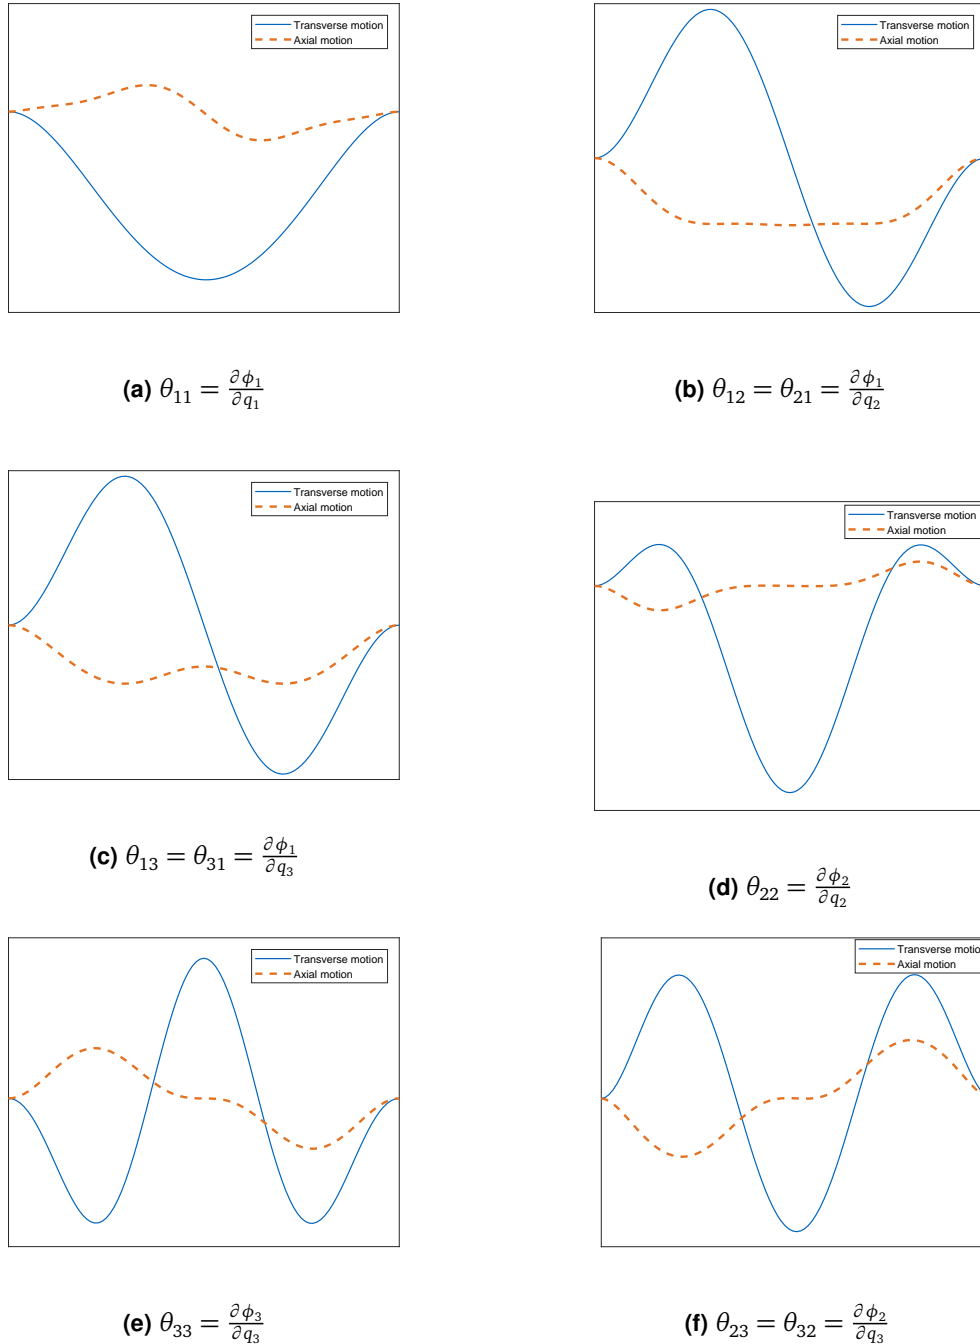 Transverse motion
Axial motion
Transverse motion
Axial motion
(a) θ₁₁ = ∂ϕ₁/∂q₁
(b) θ₁₂ = θ₂₁ = ∂ϕ₁/∂q₂
Transverse motion
Axial motion
Transverse motion
Axial motion
(c) θ₁₃ = θ₃₁ = ∂ϕ₁/∂q₃
(d) θ₂₂ = ∂ϕ₂/∂q₂
Transverse motion
Axial motion
Transverse motion
Axial motion
(e) θ₃₃ = ∂ϕ₃/∂q₃
(f) θ₂₃ = θ₃₂ = ∂ϕ₂/∂q₃